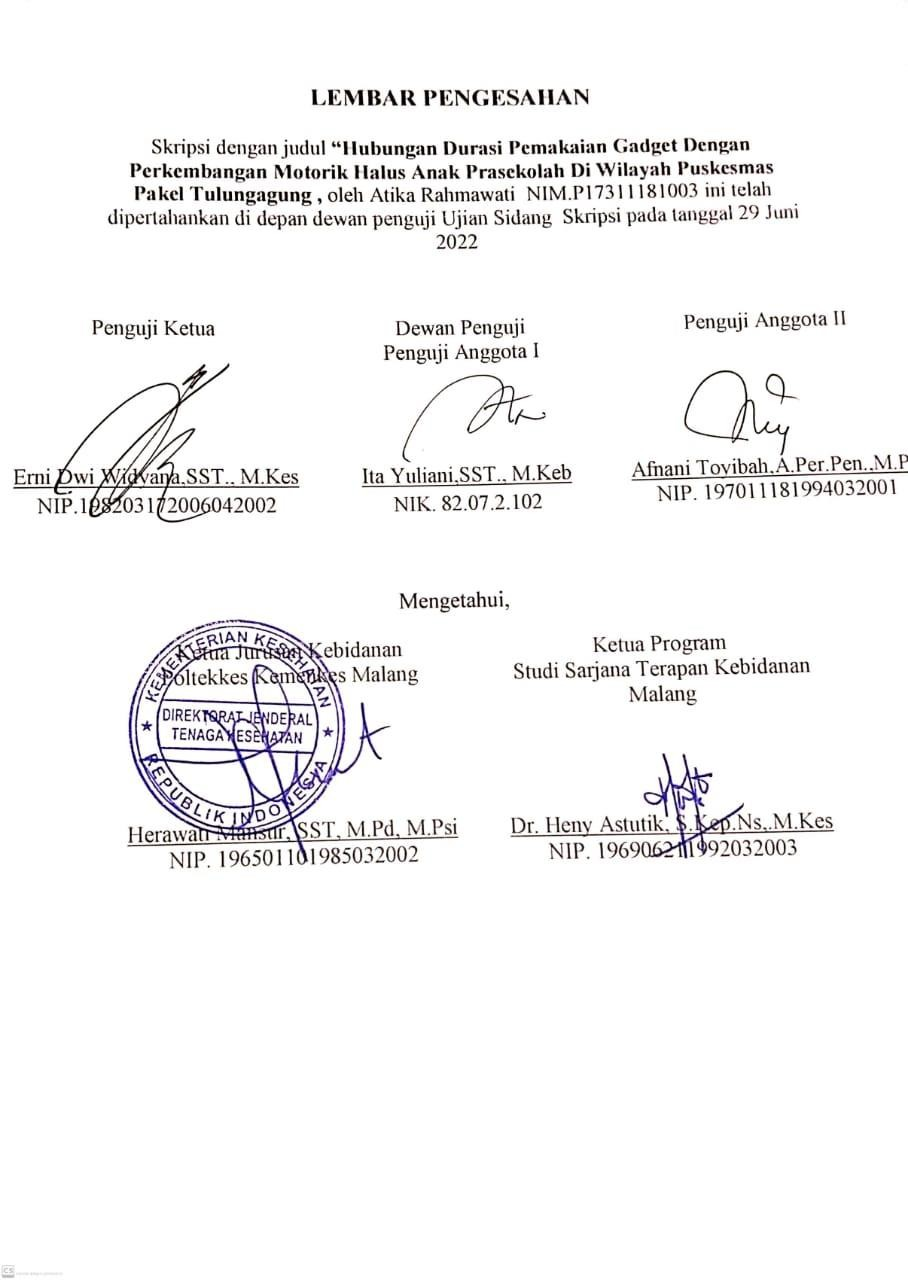 LEMBAR PENGESAHAN
Skripsi dengan judul “Hubungan Durasi Pemakaian Gadget Dengan
Perkembangan Motorik Halus Anak Prasekolah Di Wilayah Puskesmas
Pakel Tulungagung , oleh Atika Rahmawati NIM.P17311181003 ini telah
dipertahankan di depan dewan penguji Ujian Sidang Skripsi pada tanggal 29 Juni
2022
Penguji Ketua
Erni Dwi Widyana,SST., M.Kes
NIP.198203172006042002
Dewan Penguji
Penguji Anggota I
Ita Yuliani,SST., M.Keb
NIK. 82.07.2.102
Penguji Anggota II
Afnani Toyibah,A.Per.Pen.,M.P
NIP. 197011181994032001
Mengetahui,
Ketua Jurusan Kebidanan
Poltekkes Kemenkes Malang
KEMENTERIAN KESEHATAN
DIREKTORAT JENDERAL
TENAGA KESEHATAN
REPUBLIK INDONESIA
Herawati Mansur, SST, M.Pd, M.Psi
NIP. 196501101985032002
Ketua Program
Studi Sarjana Terapan Kebidanan
Malang
Dr. Heny Astutik, S.Kep.Ns,.M.Kes
NIP. 196906211992032003
CS